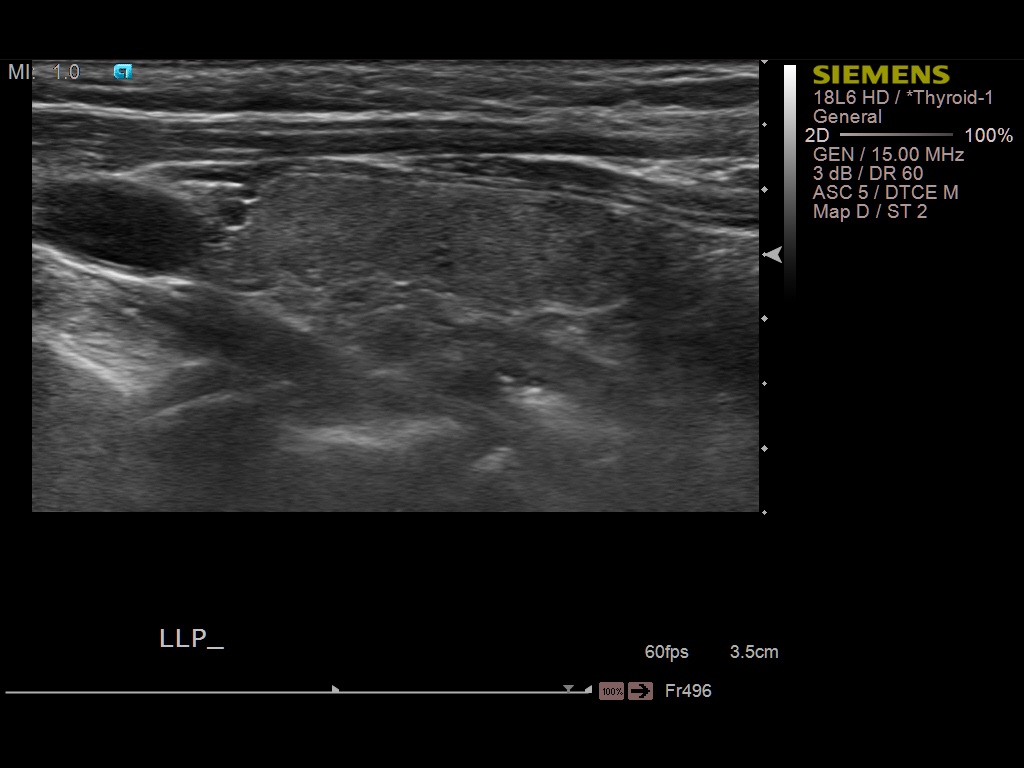 MI: 1.0
SIEMENS
18L6 HD / *Thyroid-1
General
2D 100%
GEN / 15.00 MHz
3 dB / DR 60
ASC 5 / DTCE M
Map D / ST 2
LLP_
60fps 3.5cm
100% Fr496